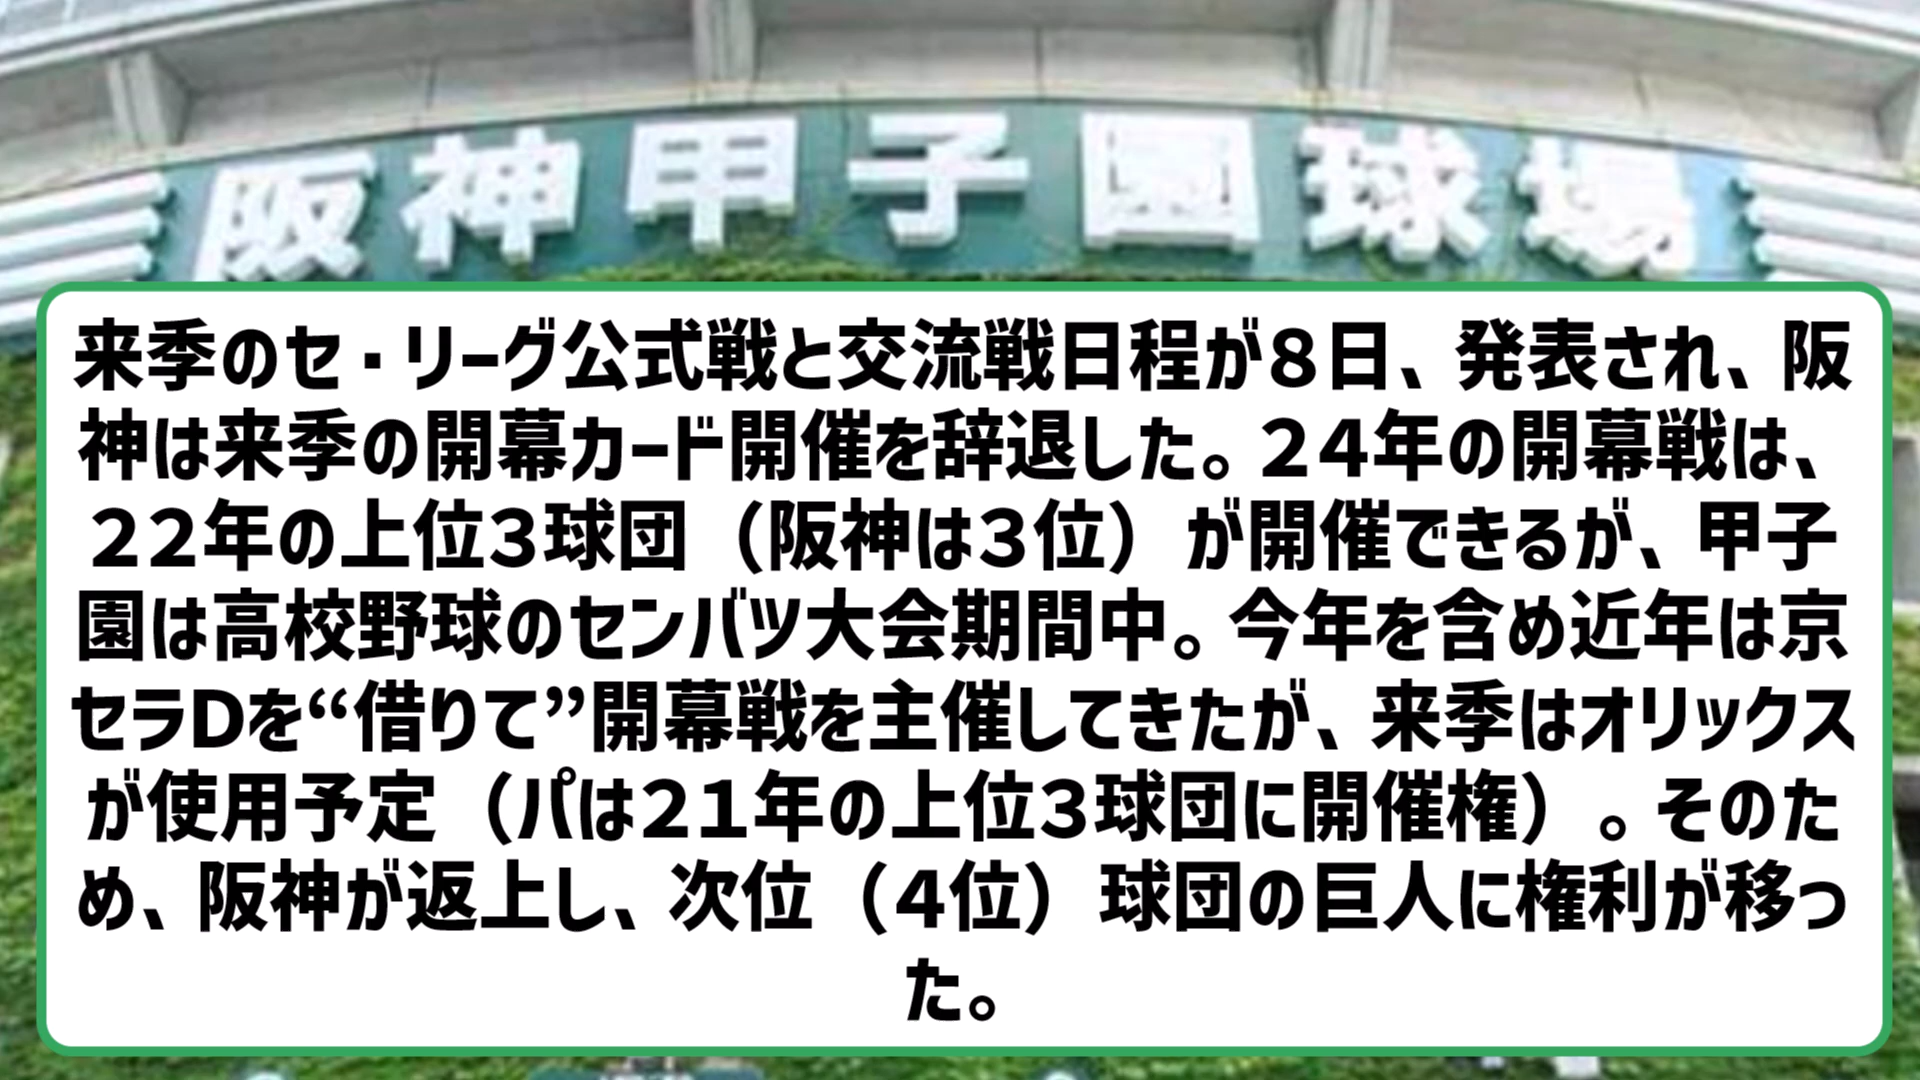 阪神甲子園球場
来季のセ・リーグ公式戦と交流戦日程が８日、発表され、阪
神は来季の開幕カード開催を辞退した。２４年の開幕戦は、
２２年の上位３球団（阪神は３位）が開催できるが、甲子
園は高校野球のセンバツ大会期間中。今年を含め近年は京
セラDを“借りて”開幕戦を主催してきたが、来季はオリックス
が使用予定（パは２１年の上位３球団に開催権）。そのた
め、阪神が返上し、次位（４位）球団の巨人に権利が移っ
た。